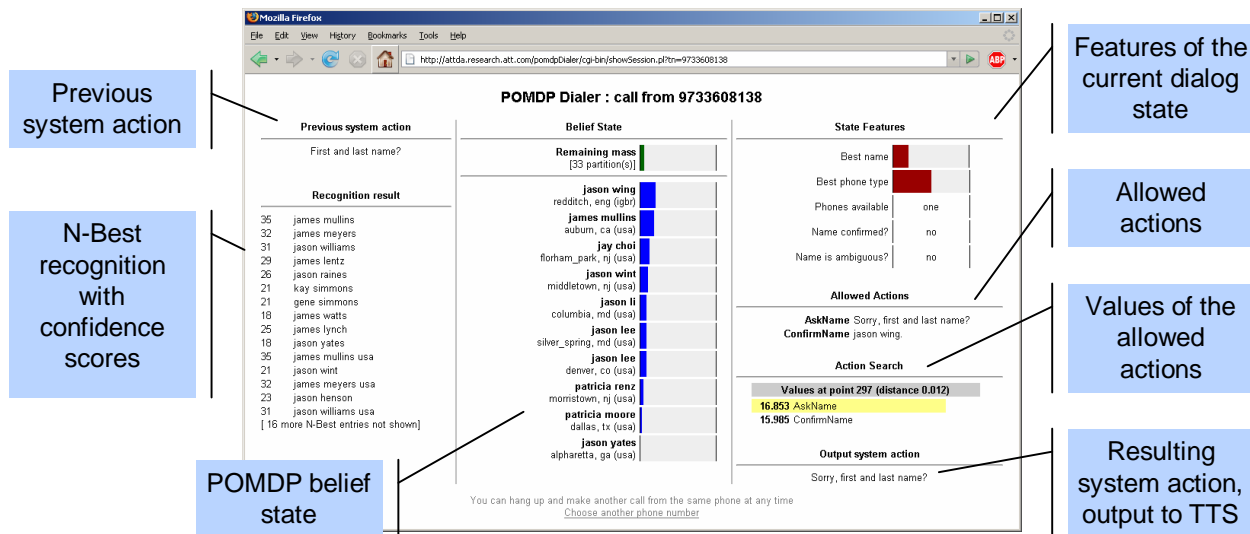 Mozilla Firefox
File Edit View History Bookmarks Tools Help
http://attda.research.att.com/pomdpDialer/cgi-bin/showSession.pl?tn=9733608138
ABP
POMDP Dialer : call from 9733608138
Previous system action
First and last name?
Recognition result
35 james mullins
32 james meyers
31 jason williams
29 james lentz
26 jason raines
21 kay simmons
21 gene simmons
18 james watts
25 james lynch
18 jason yates
35 james mullins usa
21 jason wint
32 james meyers usa
23 jason henson
31 jason williams usa
[ 16 more N-Best entries not shown]
Belief State
Remaining mass
[33 partition(s)]
jason wing
redditch, eng (igbr)
james mullins
auburn, ca (usa)
jay choi
florham_park, nj (usa)
jason wint
middletown, nj (usa)
jason li
columbia, md (usa)
jason lee
silver_spring, md (usa)
jason lee
denver, co (usa)
patricia renz
morristown, nj (usa)
patricia moore
dallas, tx (usa)
jason yates
alpharetta, ga (usa)
State Features
Best name
Best phone type
Phones available one
Name confirmed? no
Name is ambiguous? no
Allowed Actions
AskName Sorry, first and last name?
ConfirmName jason wing.
Action Search
Values at point 297 (distance 0.012)
16.853 AskName
15.985 ConfirmName
Output system action
Sorry, first and last name?
You can hang up and make another call from the same phone at any time
Choose another phone number
Previous
system action
N-Best
recognition
with
confidence
scores
POMDP belief
state
Features of the
current dialog
state
Allowed
actions
Values of the
allowed
actions
Resulting
system action,
output to TTS